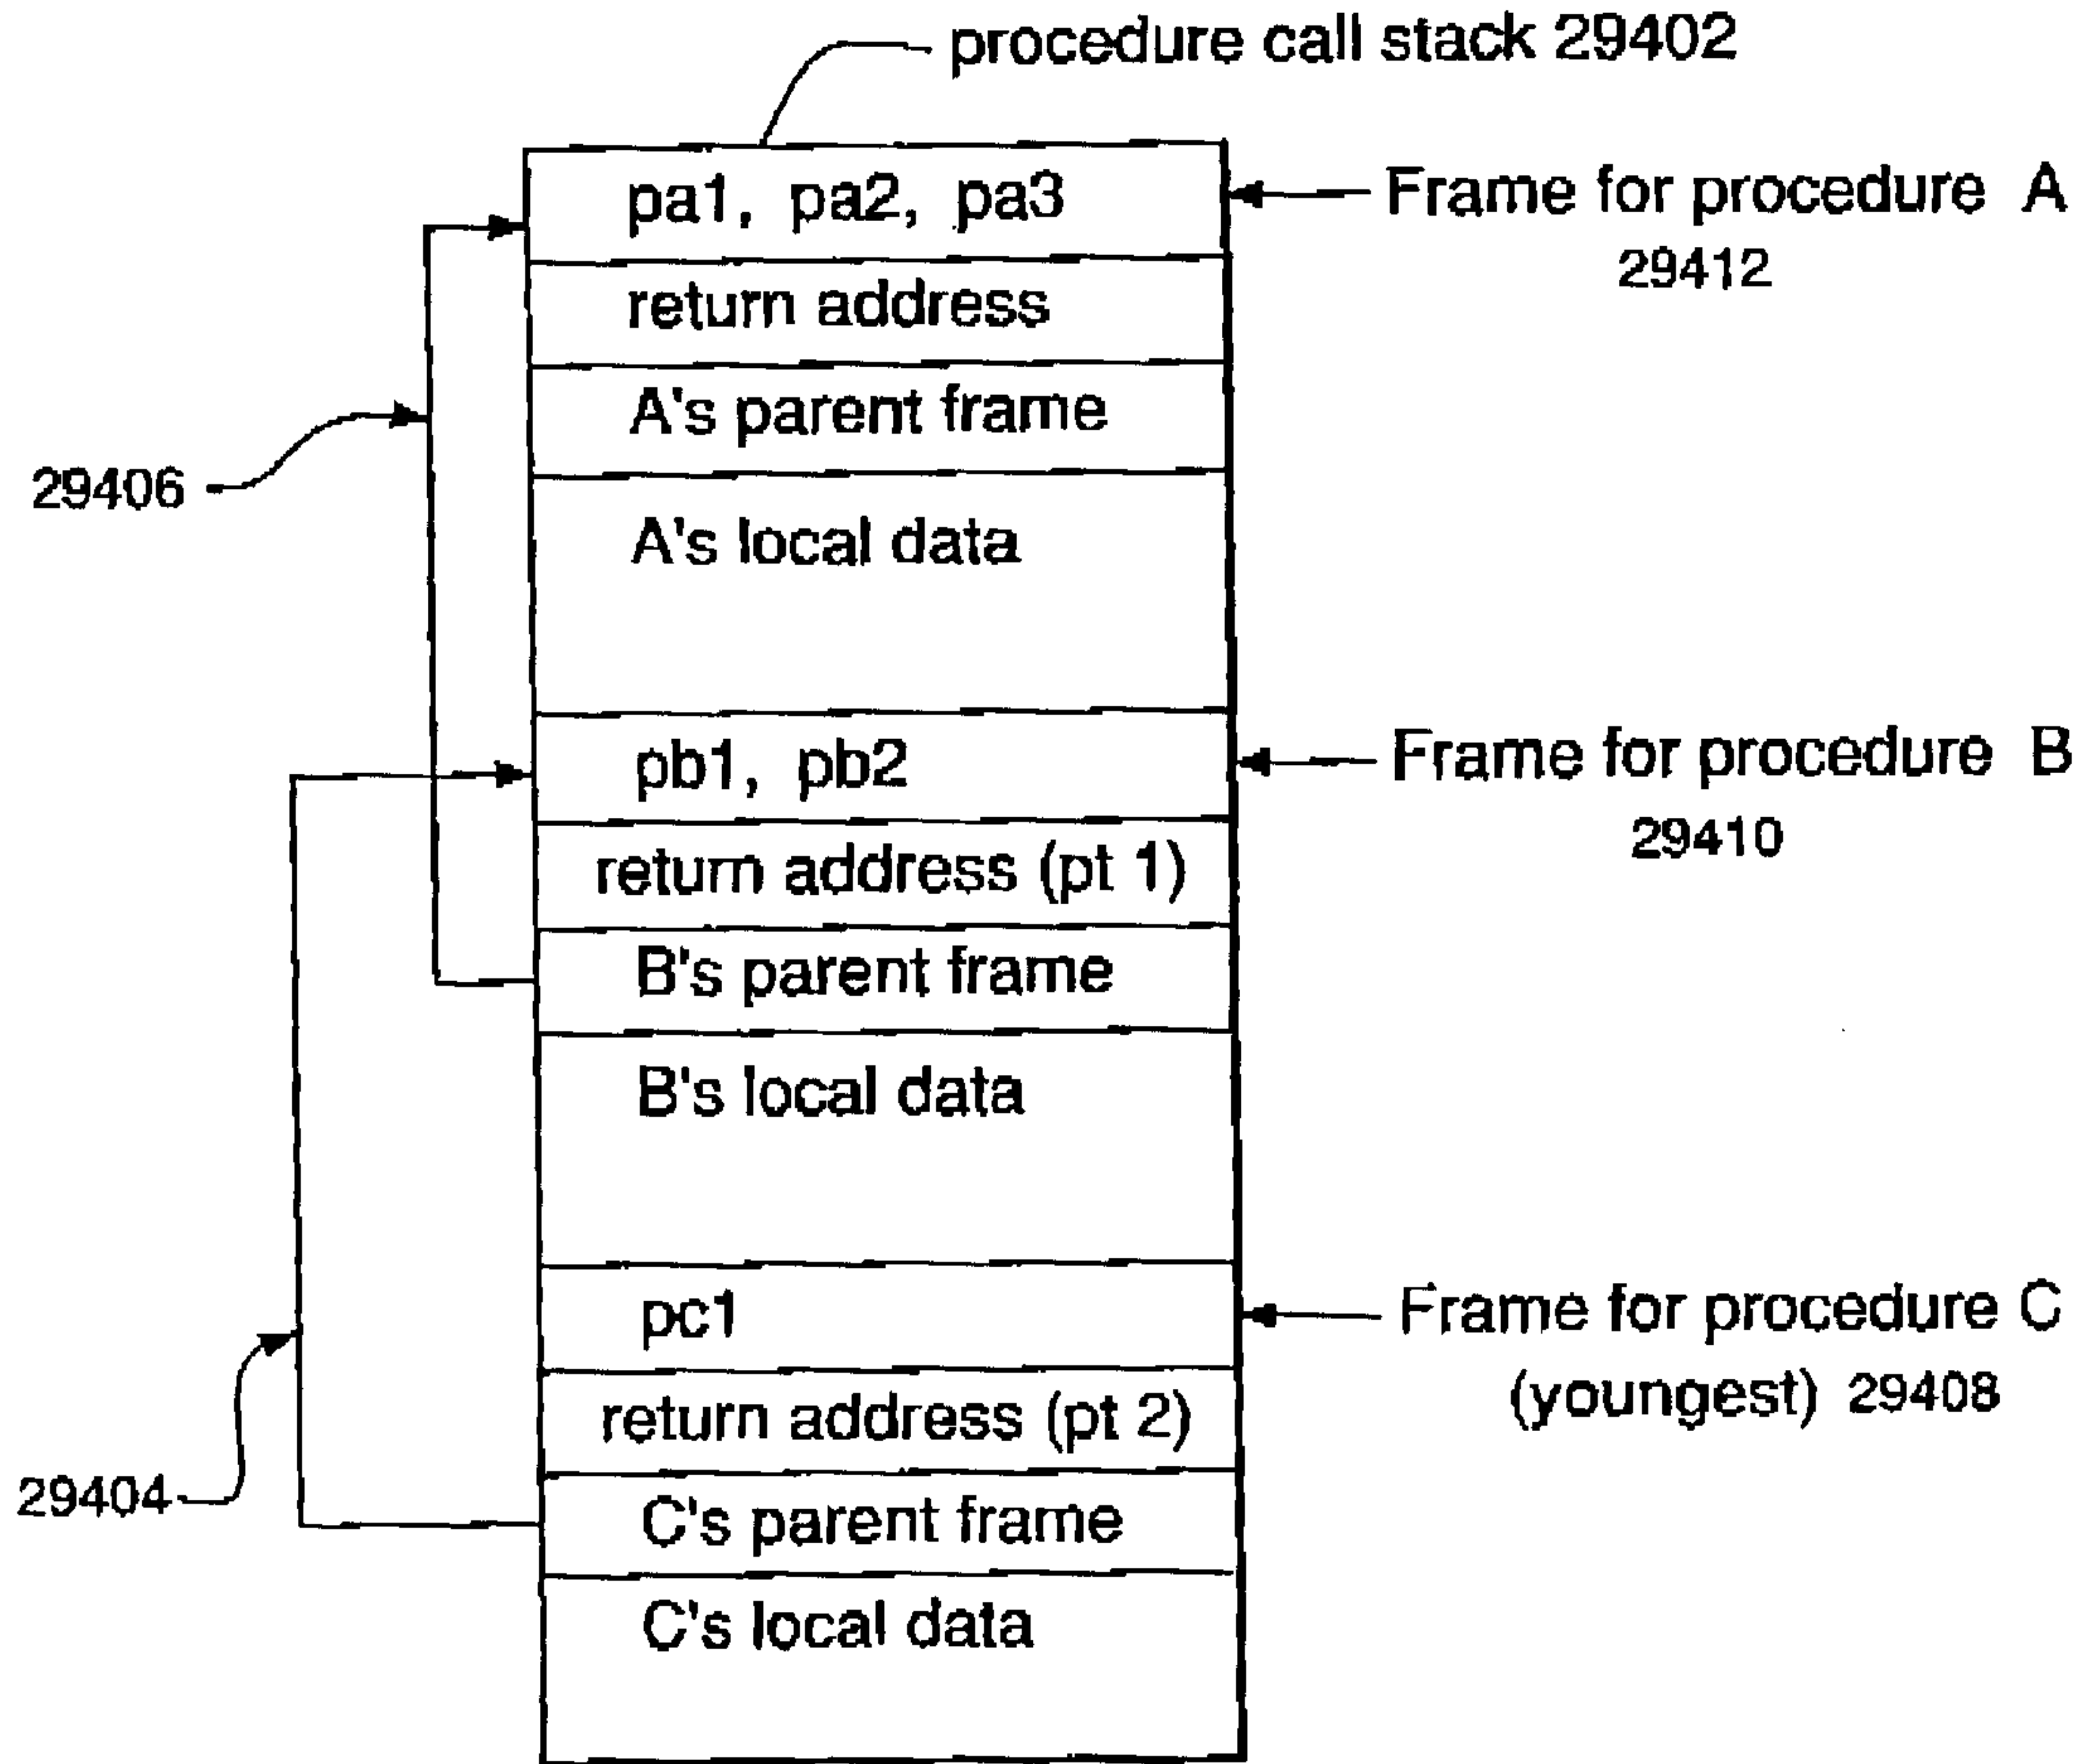 procedure call stack 29402
pa1, pa2, pa3
Frame for procedure A
29412
return address
A's parent frame
29406
A's local data
pb1, pb2
Frame for procedure B
29410
return address (pt 1)
B's parent frame
B's local data
pc1
Frame for procedure C
(youngest) 29408
return address (pt 2)
29404
C's parent frame
C's local data